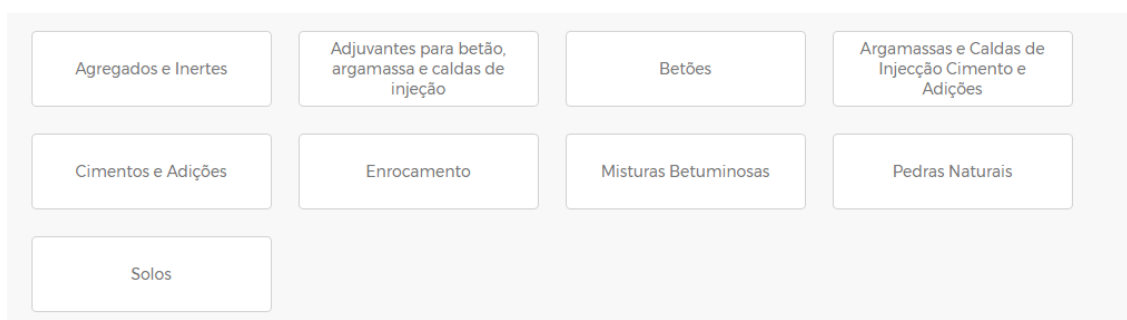 Agregados e Inertes
Adjuvantes para betão,
argamassa e caldas de
injeção
Betões
Argamassas e Caldas de
Injecção Cimento e
Adições
Cimentos e Adições
Enrocamento
Misturas Betuminosas
Pedras Naturais
Solos